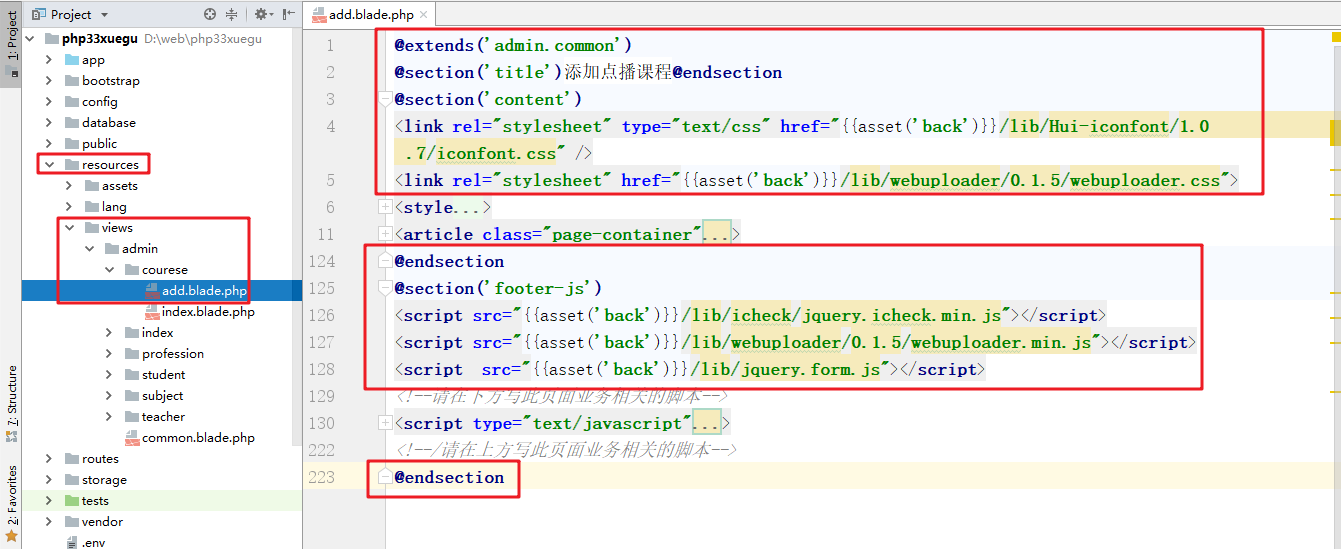 Project
add.blade.php
1: Project
7: Structure
2: Favorites
php33xuegu D:\web\php33xuegu
app
bootstrap
config
database
public
resources
assets
lang
views
admin
courese
add.blade.php
index.blade.php
index
profession
student
subject
teacher
common.blade.php
routes
storage
tests
vendor
.env
1 @extends('admin.common')
2 @section('title')添加点播课程@endsection
3 @section('content')
4 <link rel="stylesheet" type="text/css" href="{{asset('back')}}/lib/Hui-iconfont/1.0
.7/iconfont.css" />
5 <link rel="stylesheet" href="{{asset('back')}}/lib/webuploader/0.1.5/webuploader.css">
6 <style...>
11 <article class="page-container"...>
124 @endsection
125 @section('footer-js')
126 <script src="{{asset('back')}}/lib/icheck/jquery.icheck.min.js"></script>
127 <script src="{{asset('back')}}/lib/webuploader/0.1.5/webuploader.min.js"></script>
128 <script  src="{{asset('back')}}/lib/jquery.form.js"></script>
129 <!--请在下方写此页面业务相关的脚本-->
130 <script type="text/javascript"...>
222 <!--/请在上方写此页面业务相关的脚本-->
223 @endsection